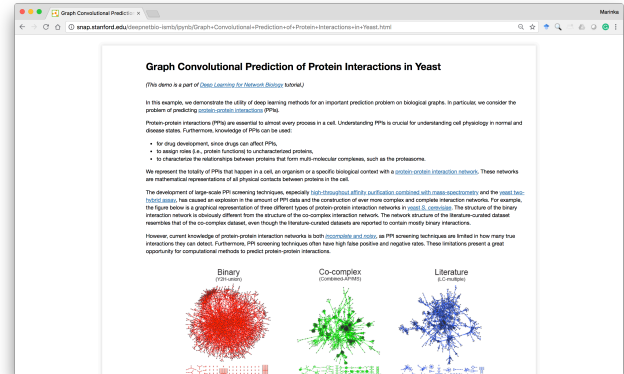 Graph Convolutional Prediction
Marinka
snap.stanford.edu/deepnetbio-ismb/ipynb/Graph+Convolutional+Prediction+of+Protein+Interactions+in+Yeast.html
Graph Convolutional Prediction of Protein Interactions in Yeast
(This demo is a part of Deep Learning for Network Biology tutorial.)
In this example, we demonstrate the utility of deep learning methods for an important prediction problem on biological graphs. In particular, we consider the
problem of predicting protein-protein interactions (PPIs).
Protein-protein interactions (PPIs) are essential to almost every process in a cell. Understanding PPIs is crucial for understanding cell physiology in normal and
disease states. Furthermore, knowledge of PPIs can be used:
• for drug development, since drugs can affect PPIs,
• to assign roles (i.e., protein functions) to uncharacterized proteins,
• to characterize the relationships between proteins that form multi-molecular complexes, such as the proteasome.
We represent the totality of PPIs that happen in a cell, an organism or a specific biological context with a protein-protein interaction network. These networks
are mathematical representations of all physical contacts between proteins in the cell.
The development of large-scale PPI screening techniques, especially high-throughput affinity purification combined with mass-spectrometry and the yeast two-
hybrid assay, has caused an explosion in the amount of PPI data and the construction of ever more complex and complete interaction networks. For example,
the figure below is a graphical representation of three different types of protein-protein interaction networks in yeast S. cerevisiae. The structure of the binary
interaction network is obviously different from the structure of the co-complex interaction network. The network structure of the literature-curated dataset
resembles that of the co-complex dataset, even though the literature-curated datasets are reported to contain mostly binary interactions.
However, current knowledge of protein-protein interaction networks is both incomplete and noisy, as PPI screening techniques are limited in how many true
interactions they can detect. Furthermore, PPI screening techniques often have high false positive and negative rates. These limitations present a great
opportunity for computational methods to predict protein-protein interactions.
Binary
(Y2H-union)
Co-complex
(Combined-AP/MS)
Literature
(LC-multiple)